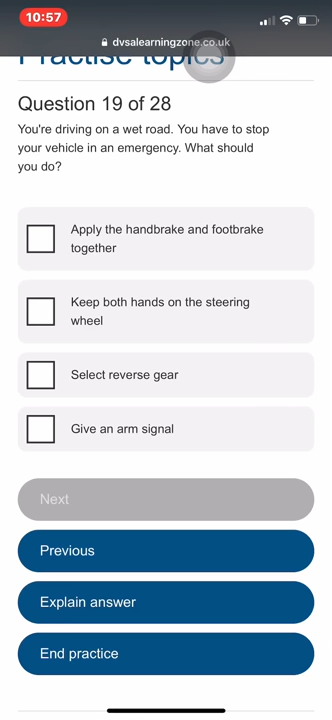 10:57
dvsalearningzone.co.uk
Practise topics
Question 19 of 28
You're driving on a wet road. You have to stop
your vehicle in an emergency. What should
you do?
Apply the handbrake and footbrake
together
Keep both hands on the steering
wheel
Select reverse gear
Give an arm signal
Next
Previous
Explain answer
End practice